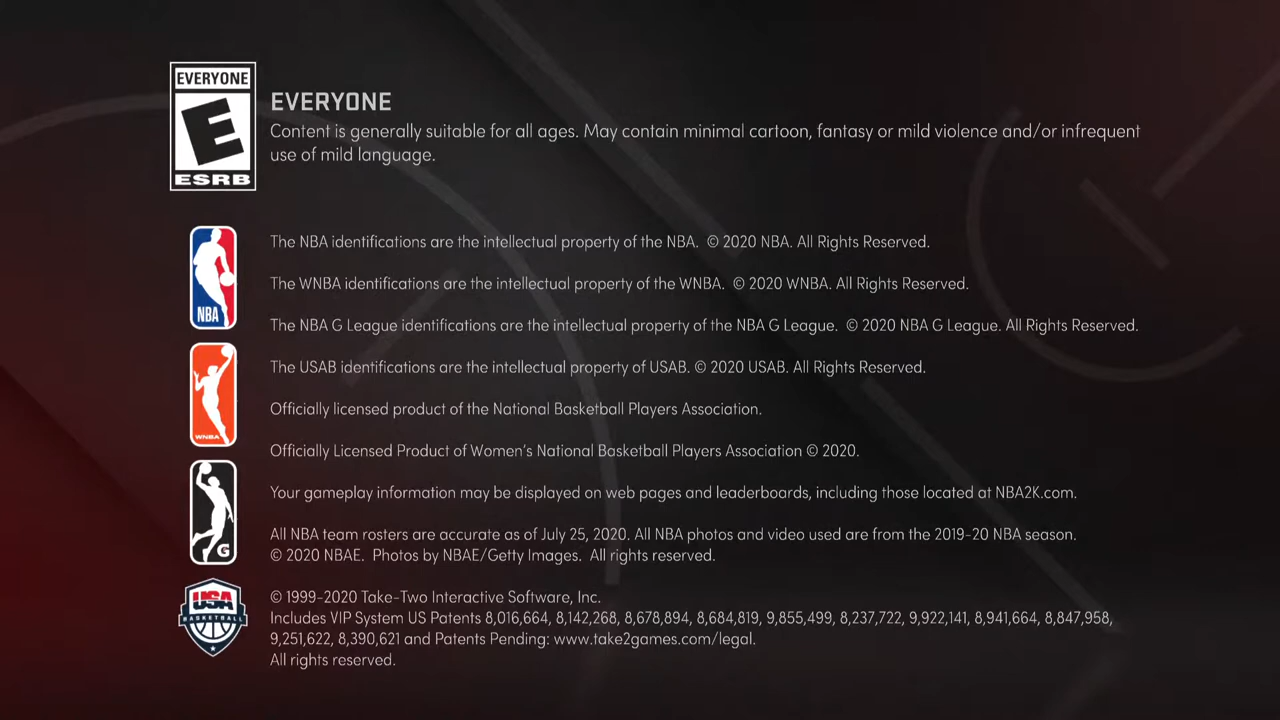 EVERYONE
E
ESRB
EVERYONE
Content is generally suitable for all ages. May contain minimal cartoon, fantasy or mild violence and/or infrequent
use of mild language.
NBA
The NBA identifications are the intellectual property of the NBA. © 2020 NBA. All Rights Reserved.
The WNBA identifications are the intellectual property of the WNBA. © 2020 WNBA. All Rights Reserved.
The NBA G League identifications are the intellectual property of the NBA G League. © 2020 NBA G League. All Rights Reserved.
WNBA
The USAB identifications are the intellectual property of USAB. © 2020 USAB. All Rights Reserved.
Officially licensed product of the National Basketball Players Association.
Officially Licensed Product of Women's National Basketball Players Association © 2020.
G
Your gameplay information may be displayed on web pages and leaderboards, including those located at NBA2K.com.
All NBA team rosters are accurate as of July 25, 2020. All NBA photos and video used are from the 2019-20 NBA season.
© 2020 NBAE. Photos by NBAE/Getty Images. All rights reserved.
USA
BASKETBALL
© 1999-2020 Take-Two Interactive Software, Inc.
Includes VIP System US Patents 8,016,664, 8,142,268, 8,678,894, 8,684,819, 9,855,499, 8,237,722, 9,922,141, 8,941,664, 8,847,958,
9,251,622, 8,390,621 and Patents Pending: www.take2games.com/legal.
All rights reserved.